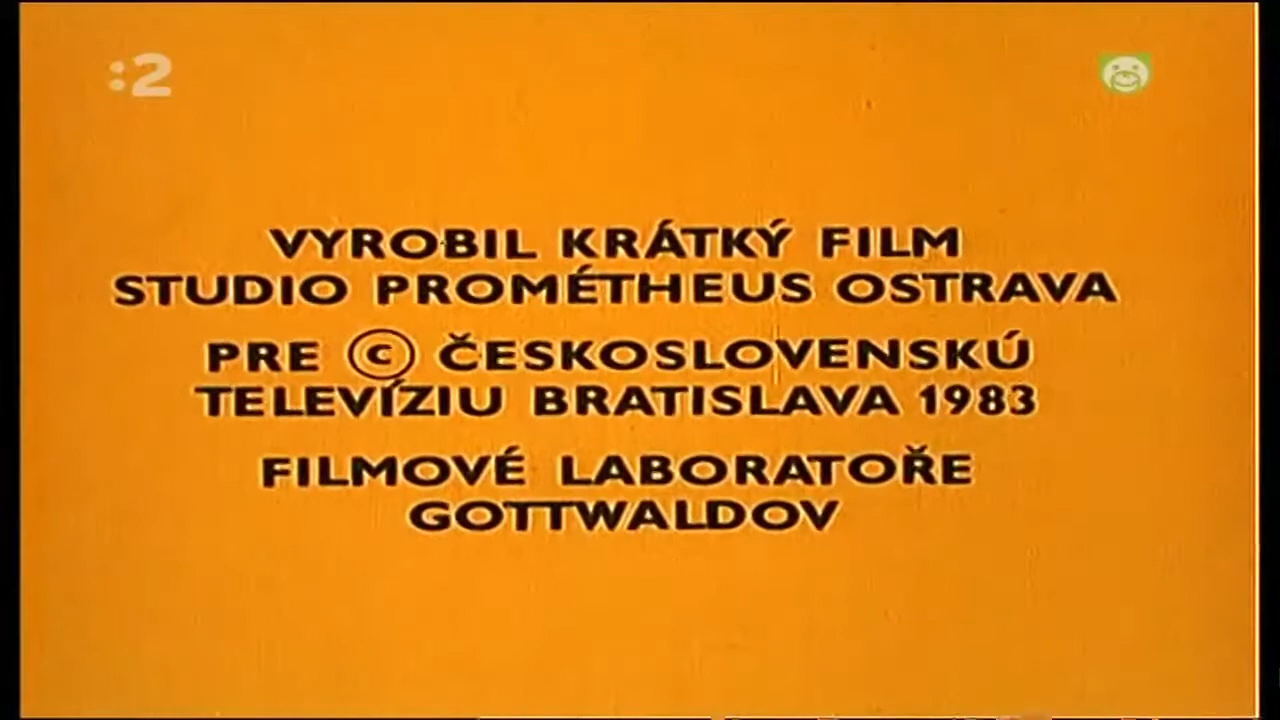 :2
VYROBIL KRÁTKÝ FILM
STUDIO PROMÉTHEUS OSTRAVA
PRE © ČESKOSLOVENSKÚ
TELEVÍZIU BRATISLAVA 1983
FILMOVÉ LABORATOŘE
GOTTWALDOV